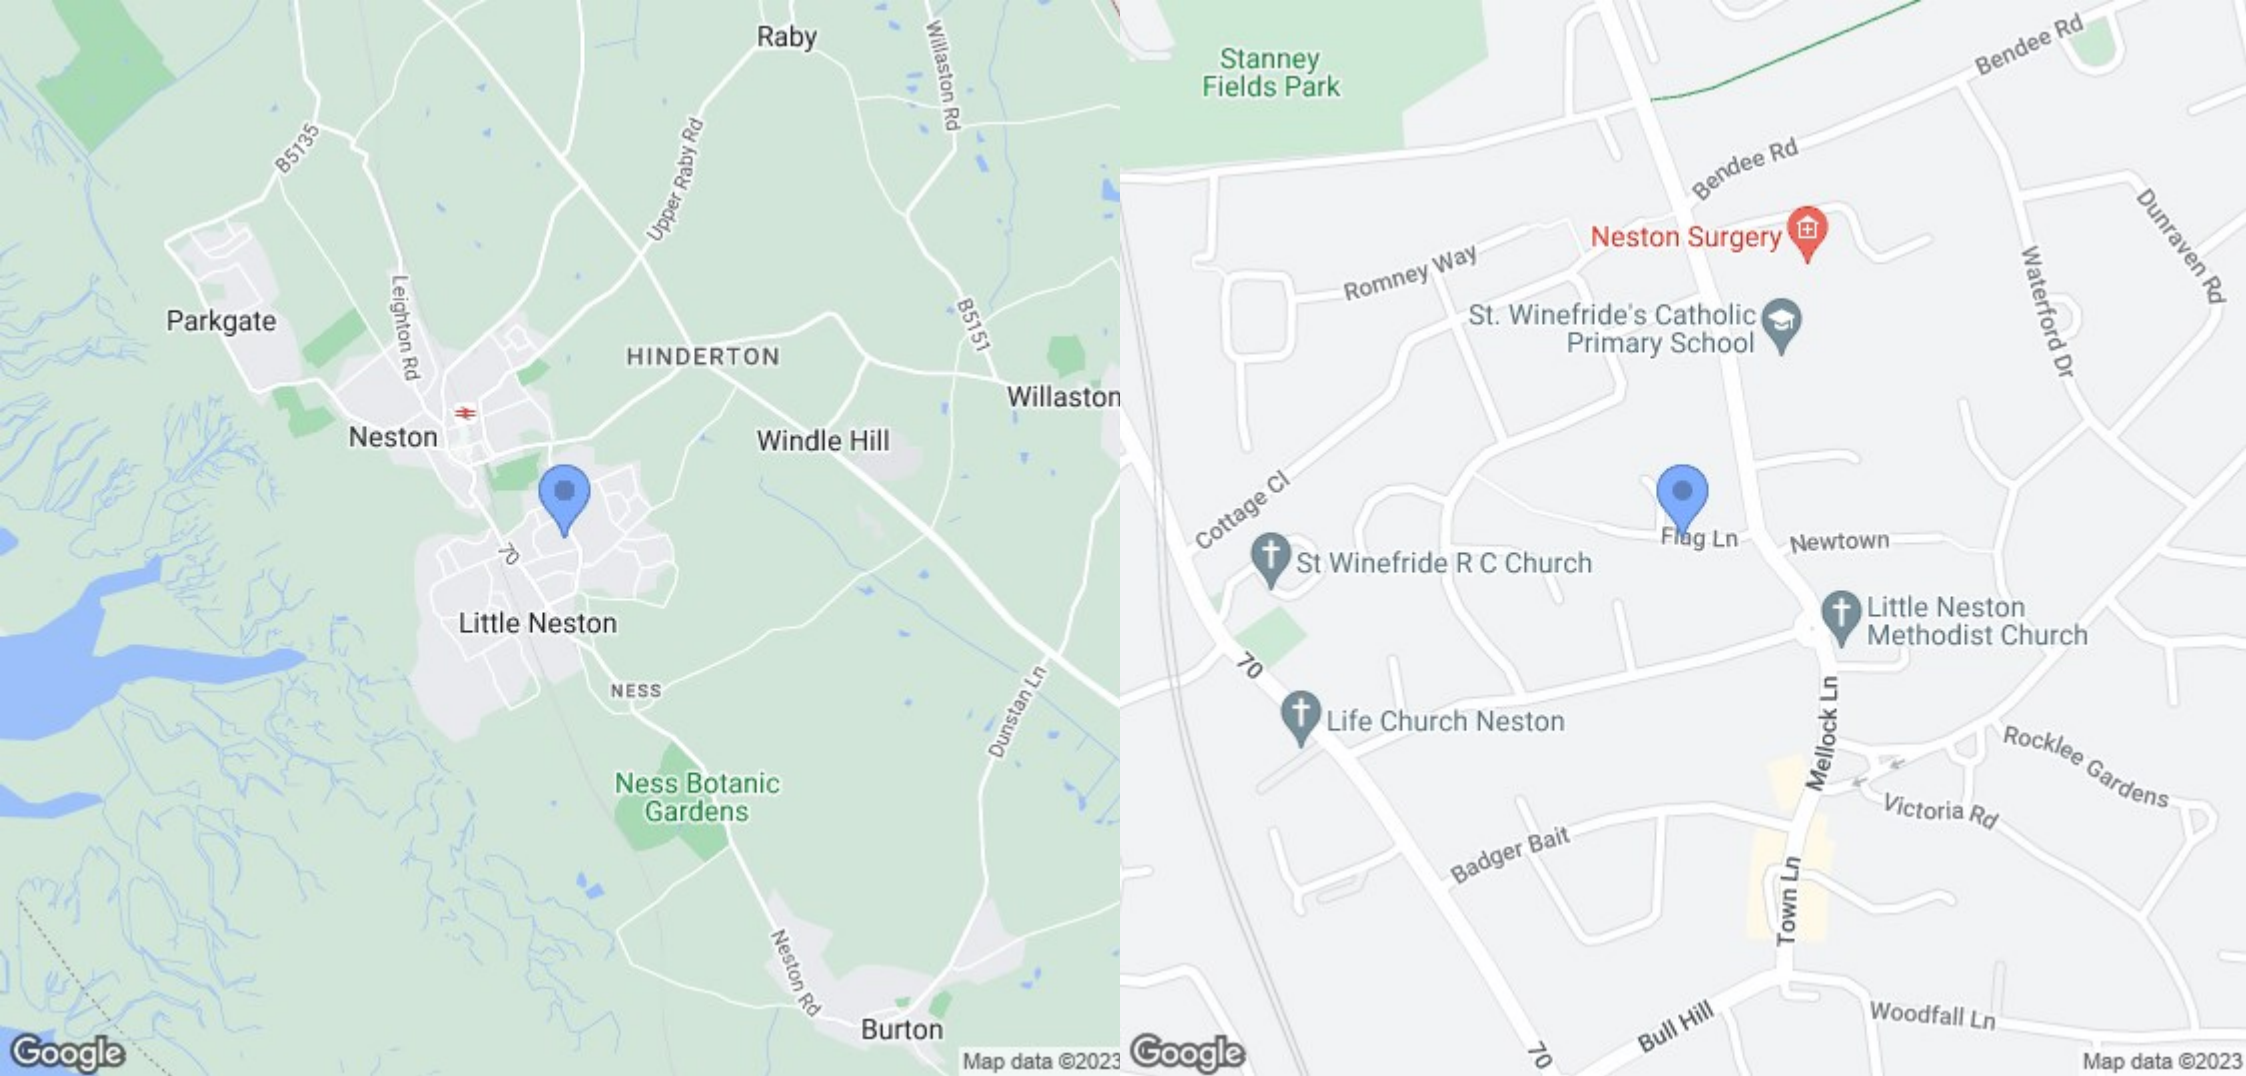 Raby
Willaston Rd
B5135
Upper Raby Rd
Leighton Rd
Parkgate
HINDERTON
B5151
Willaston
Neston
Windle Hill
70
Little Neston
NESS
Dunstan Ln
Ness Botanic
Gardens
Neston Rd
Burton
Google
Map data ©2023
Stanney
Fields Park
Bendee Rd
Bendee Rd
Neston Surgery
Dunraven Rd
Romney Way
Waterford Dr
St. Winefride's Catholic
Primary School
Cottage Cl
Flag Ln
Newtown
St Winefride R C Church
Little Neston
Methodist Church
70
Life Church Neston
Mellock Ln
Rocklee Gardens
Victoria Rd
Badger Bait
Town Ln
Woodfall Ln
Bull Hill
70
Google
Map data ©2023